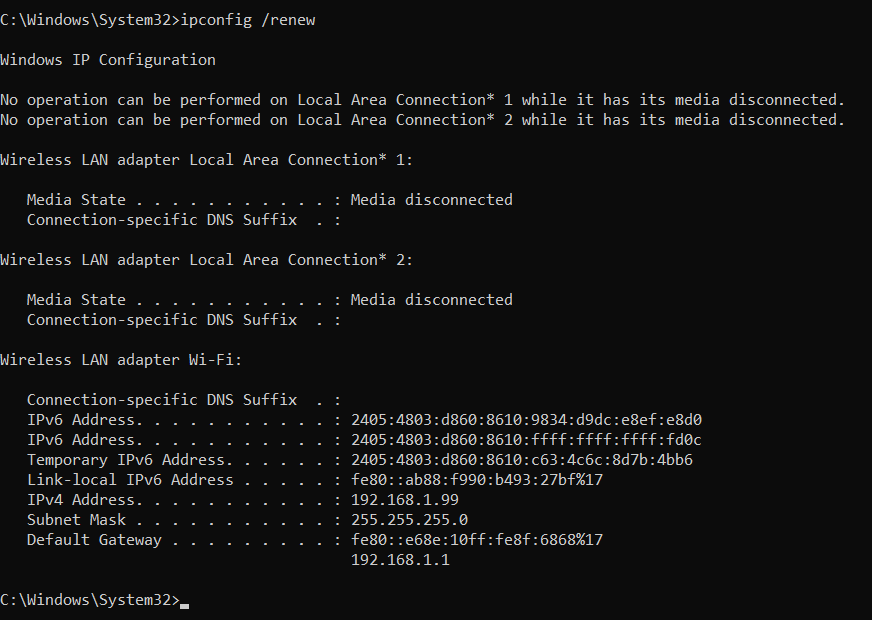 C:\Windows\System32>ipconfig /renew
Windows IP Configuration
No operation can be performed on Local Area Connection* 1 while it has its media disconnected.
No operation can be performed on Local Area Connection* 2 while it has its media disconnected.
Wireless LAN adapter Local Area Connection* 1:
   Media State . . . . . . . . . . . : Media disconnected
   Connection-specific DNS Suffix  . :
Wireless LAN adapter Local Area Connection* 2:
   Media State . . . . . . . . . . . : Media disconnected
   Connection-specific DNS Suffix  . :
Wireless LAN adapter Wi-Fi:
   Connection-specific DNS Suffix  . :
   IPv6 Address. . . . . . . . . . . : 2405:4803:d860:8610:9834:d9dc:e8ef:e8d0
   IPv6 Address. . . . . . . . . . . : 2405:4803:d860:8610:ffff:ffff:ffff:fd0c
   Temporary IPv6 Address. . . . . . : 2405:4803:d860:8610:c63:4c6c:8d7b:4bb6
   Link-local IPv6 Address . . . . . : fe80::ab88:f990:b493:27bf%17
   IPv4 Address. . . . . . . . . . . : 192.168.1.99
   Subnet Mask . . . . . . . . . . . : 255.255.255.0
   Default Gateway . . . . . . . . . : fe80::e68e:10ff:fe8f:6868%17
                                       192.168.1.1
C:\Windows\System32>